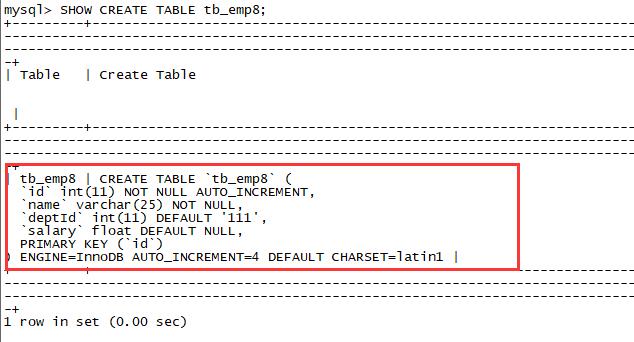 mysql> SHOW CREATE TABLE tb_emp8;
+---------+----------------------------------------------------------------------
--------------------------------------------------------------------------------
--------------------------------------------------------------------------------
-+
| Table   | Create Table
 |
+---------+----------------------------------------------------------------------
--------------------------------------------------------------------------------
--------------------------------------------------------------------------------
-+
| tb_emp8 | CREATE TABLE `tb_emp8` (
  `id` int(11) NOT NULL AUTO_INCREMENT,
  `name` varchar(25) NOT NULL,
  `deptId` int(11) DEFAULT '111',
  `salary` float DEFAULT NULL,
  PRIMARY KEY (`id`)
) ENGINE=InnoDB AUTO_INCREMENT=4 DEFAULT CHARSET=latin1 |
+---------+----------------------------------------------------------------------
--------------------------------------------------------------------------------
--------------------------------------------------------------------------------
-+
1 row in set (0.00 sec)